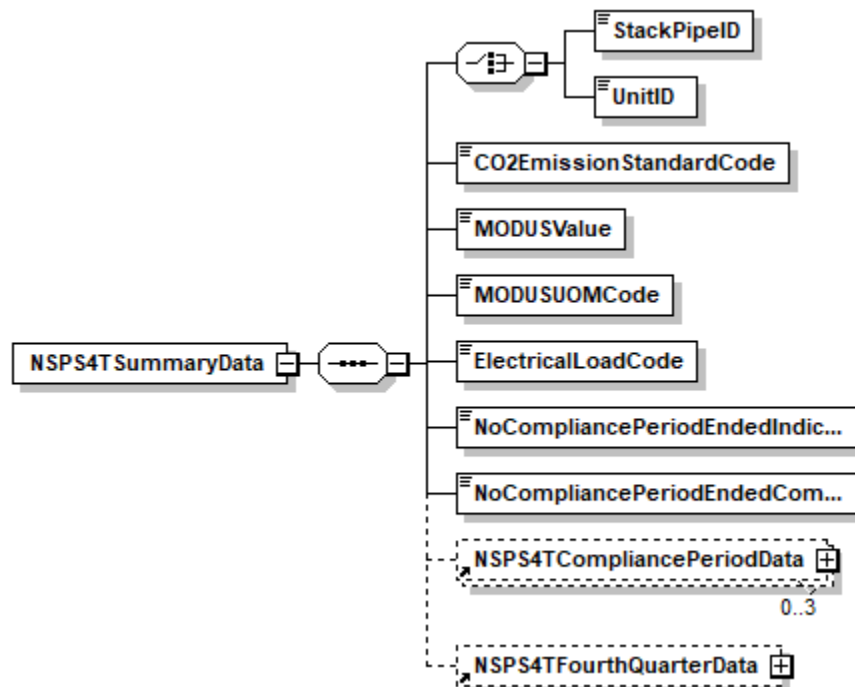 StackPipeID
UnitID
CO2EmissionStandardCode
MODUSValue
MODUSUOMCode
NSPS4TSummaryData
ElectricalLoadCode
NoCompliancePeriodEndedIndic...
NoCompliancePeriodEndedCom...
NSPS4TCompliancePeriodData
0..3
NSPS4TFourthQuarterData